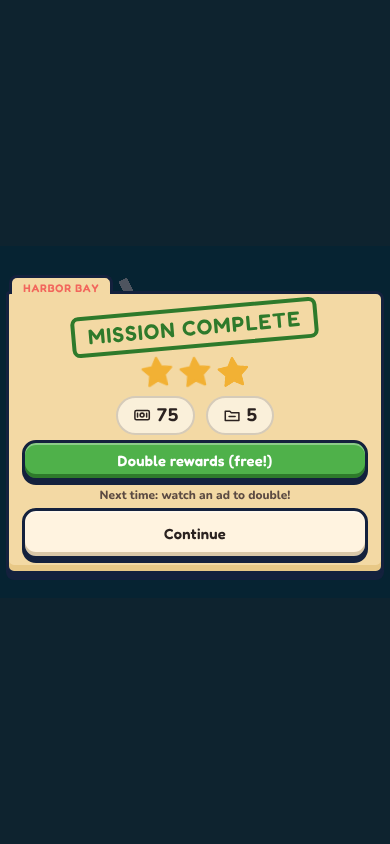 HARBOR BAY
MISSION COMPLETE
75
5
Double rewards (free!)
Next time: watch an ad to double!
Continue